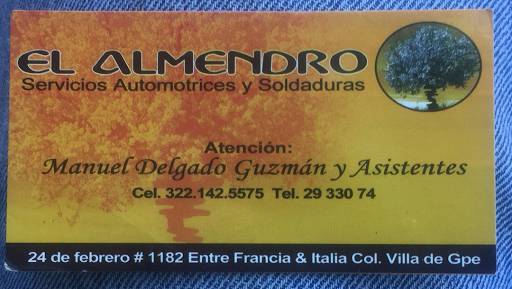 EL ALMENDRO
Servicios Automotrices y Soldaduras
Atención:
Manuel Delgado Guzmán y Asistentes
Cel. 322.142.5575 Tel. 29 330 74
24 de febrero # 1182 Entre Francia & Italia Col. Villa de Gpe